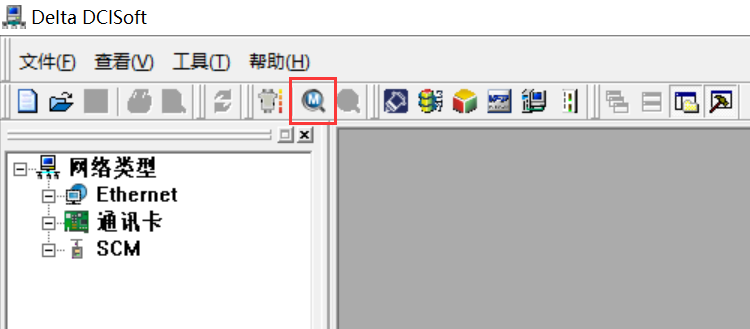 Delta DCISoft
文件(F) 查看(V) 工具(T) 帮助(H)
M
网络类型
Ethernet
通讯卡
SCM